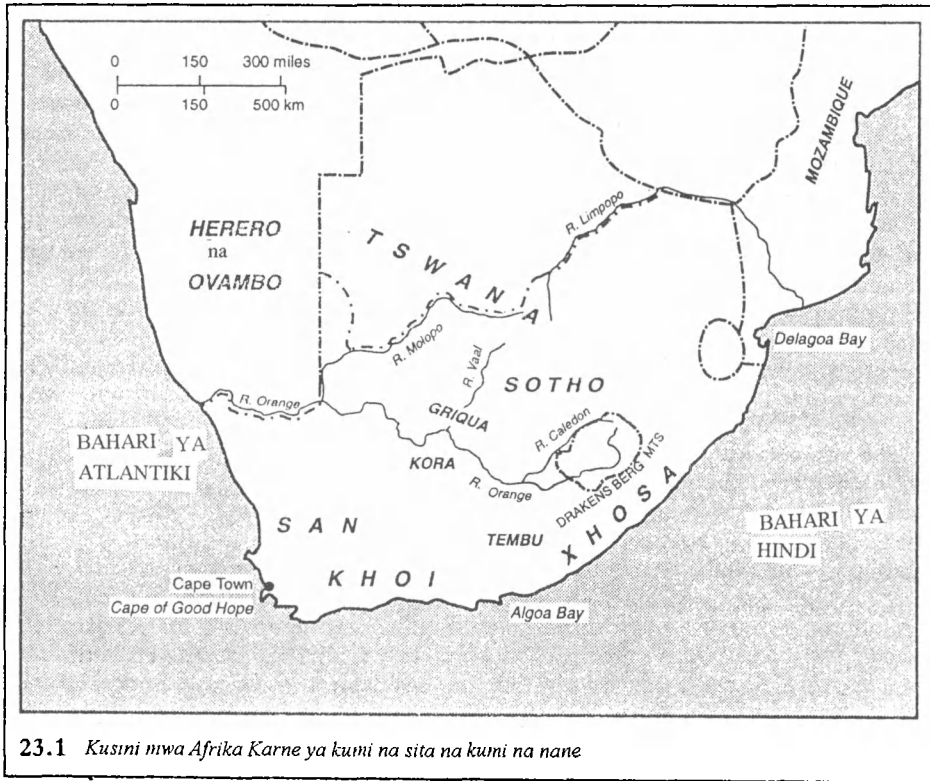 0 150 300 miles
0 150 500 km
MOZAMBIQUE
HERERO
na
OVAMBO
TSWANA
R. Limpopo
R. Molopo
Delagoa Bay
R. Vaal
SOTHO
R. Orange
GRIQUA
R. Caledon
BAHARI YA
ATLANTIKI
KORA
R. Orange
DRAKENSBERG MTS
XHOSA
SAN
TEMBU
BAHARI YA
HINDI
Cape Town
KHOI
Cape of Good Hope
Algoa Bay
23.1 Kusini mwa Afrika Karne ya kumi na sita na kumi na nane